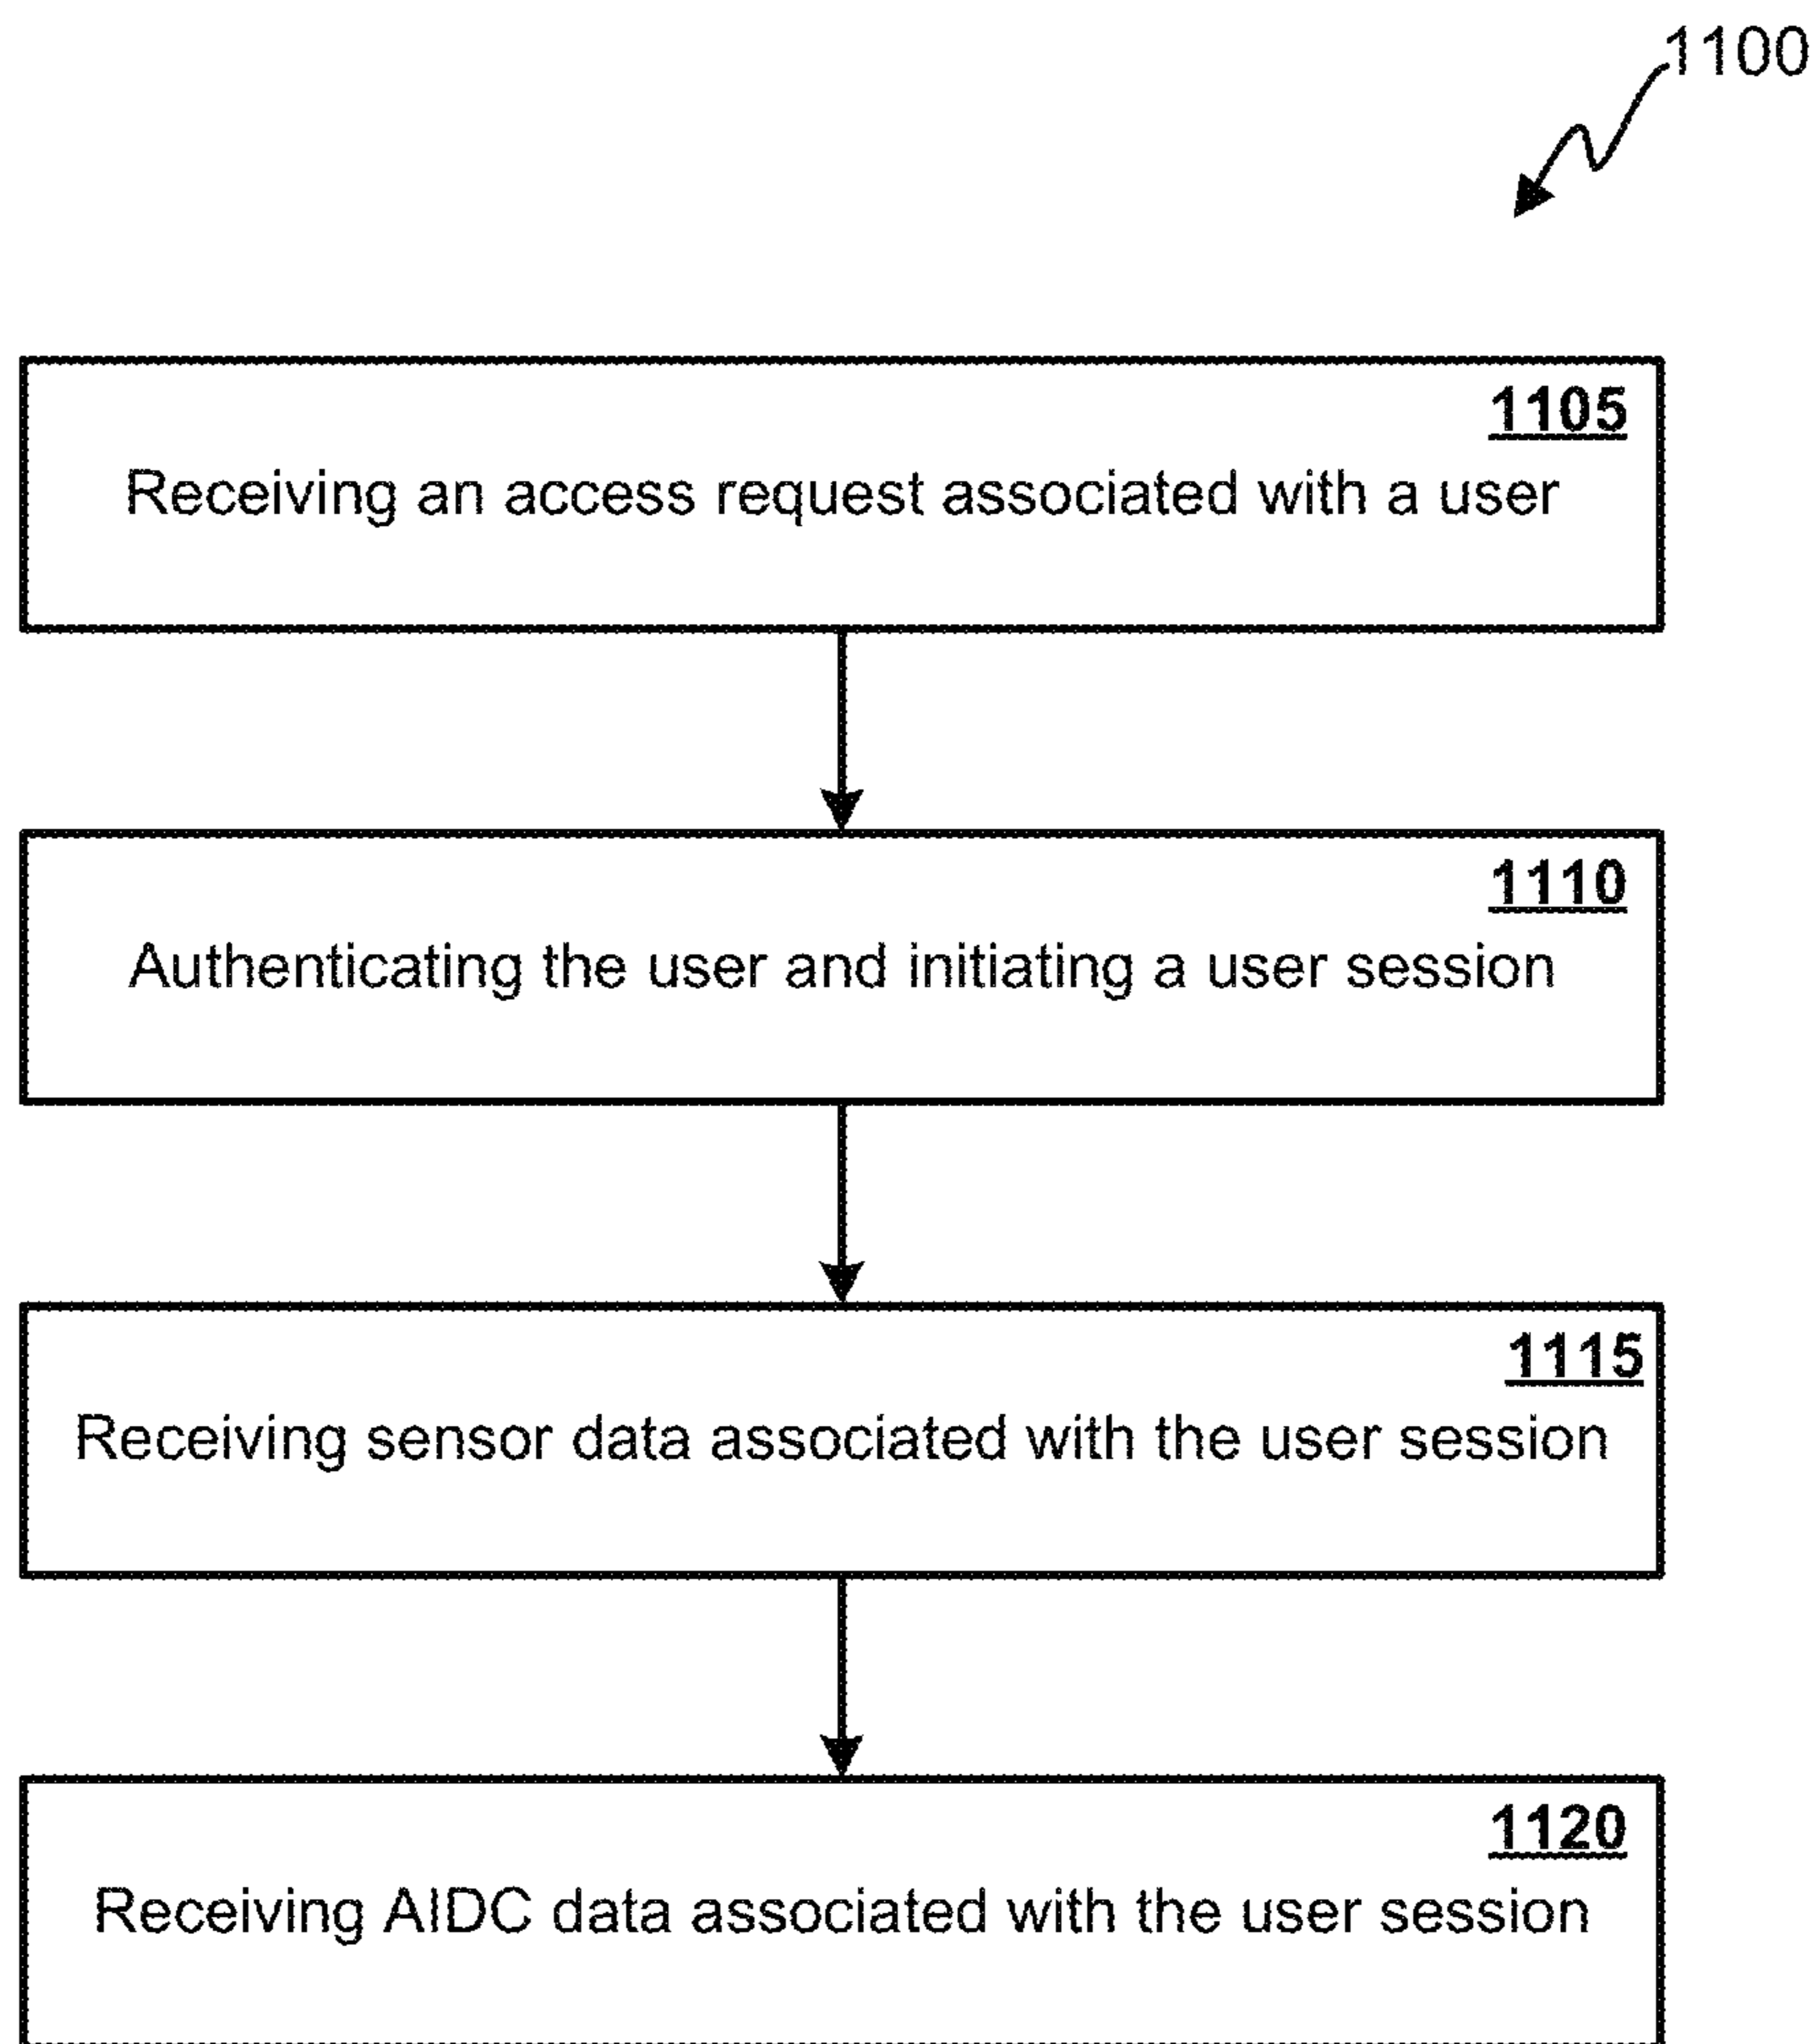 1100
1105
Receiving an access request associated with a user
1110
Authenticating the user and initiating a user session
1115
Receiving sensor data associated with the user session
1120
Receiving AIDC data associated with the user session